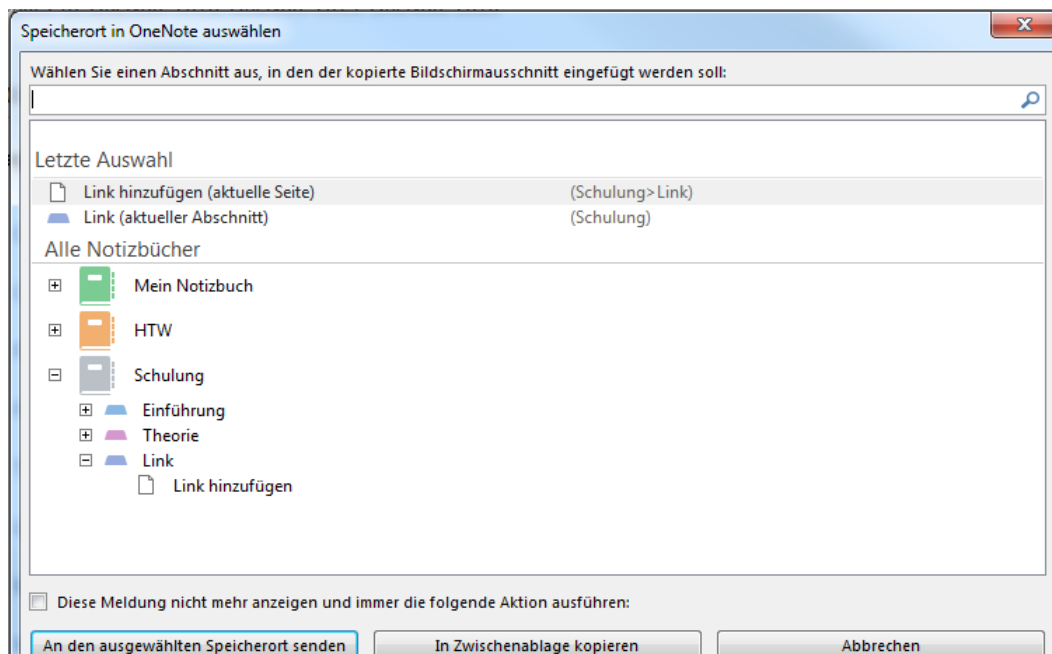 Speicherort in OneNote auswählen
Wählen Sie einen Abschnitt aus, in den der kopierte Bildschirmausschnitt eingefügt werden soll:
Letzte Auswahl
Link hinzufügen (aktuelle Seite) (Schulung>Link)
Link (aktueller Abschnitt) (Schulung)
Alle Notizbücher
Mein Notizbuch
HTW
Schulung
Einführung
Theorie
Link
Link hinzufügen
Diese Meldung nicht mehr anzeigen und immer die folgende Aktion ausführen:
An den ausgewählten Speicherort senden In Zwischenablage kopieren Abbrechen